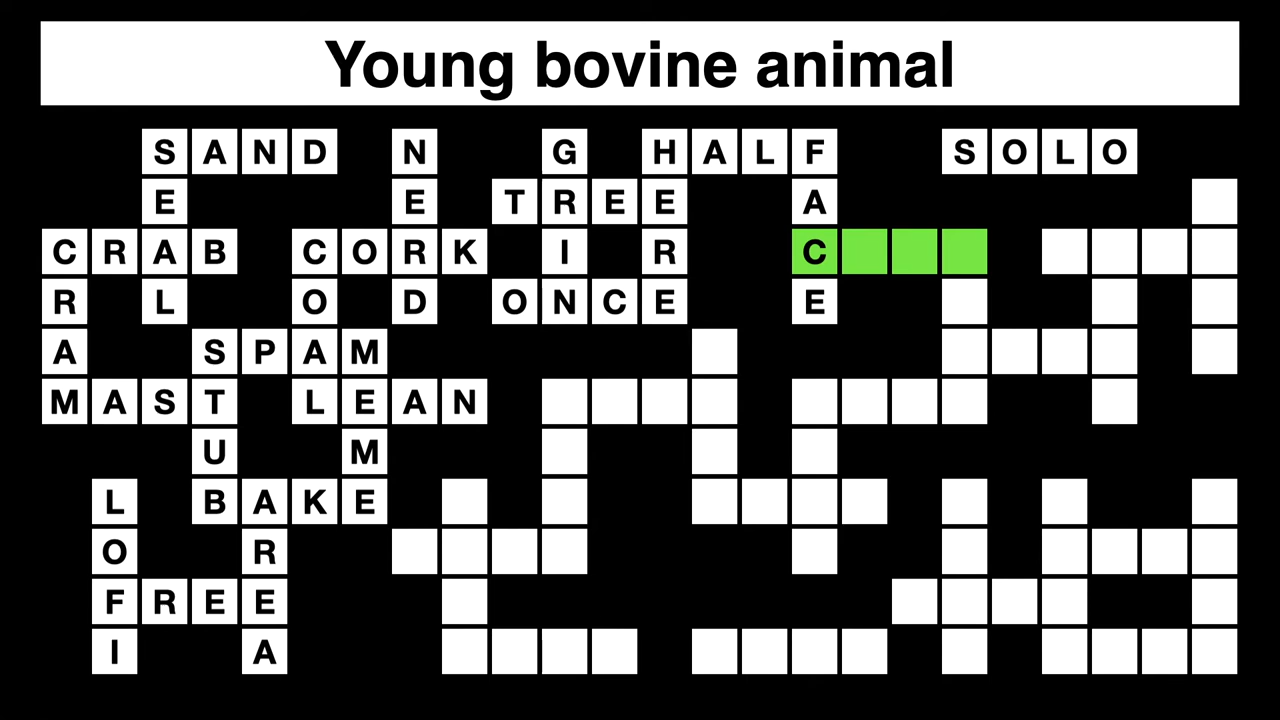 Young bovine animal
SAND N G HALF SOLO
E E TREE A
CRAB CORK I R C
R L O D ONCE E
A SPAM
MAST LEAN
U M
L BAKE
O R
FREE
I A